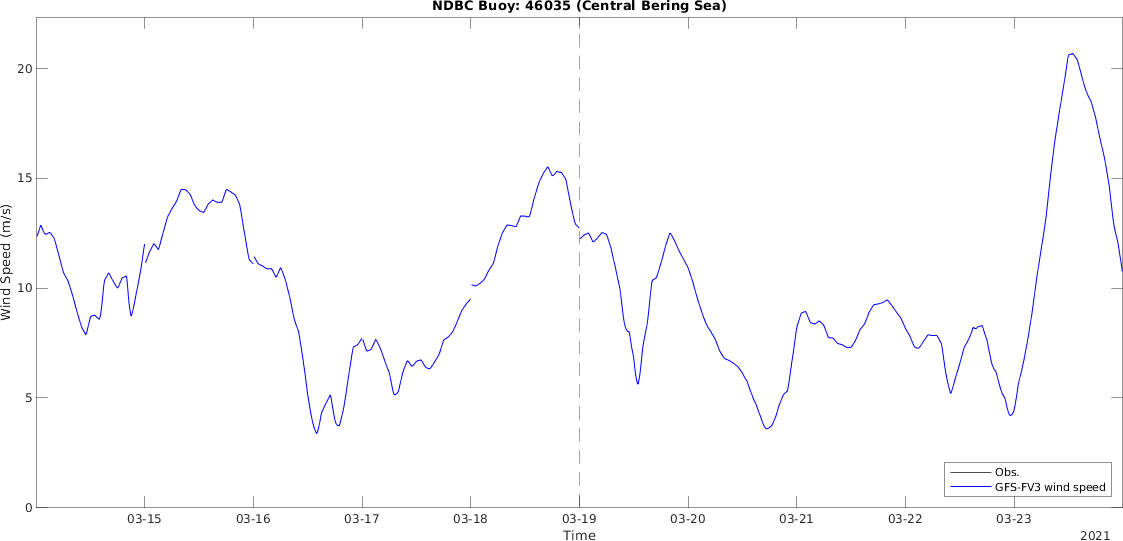 NDBC Buoy: 46035 (Central Bering Sea)
20
15
10
5
0
Wind Speed (m/s)
03-15 03-16 03-17 03-18 03-19 03-20 03-21 03-22 03-23
Time
2021
Obs.
GFS-FV3 wind speed